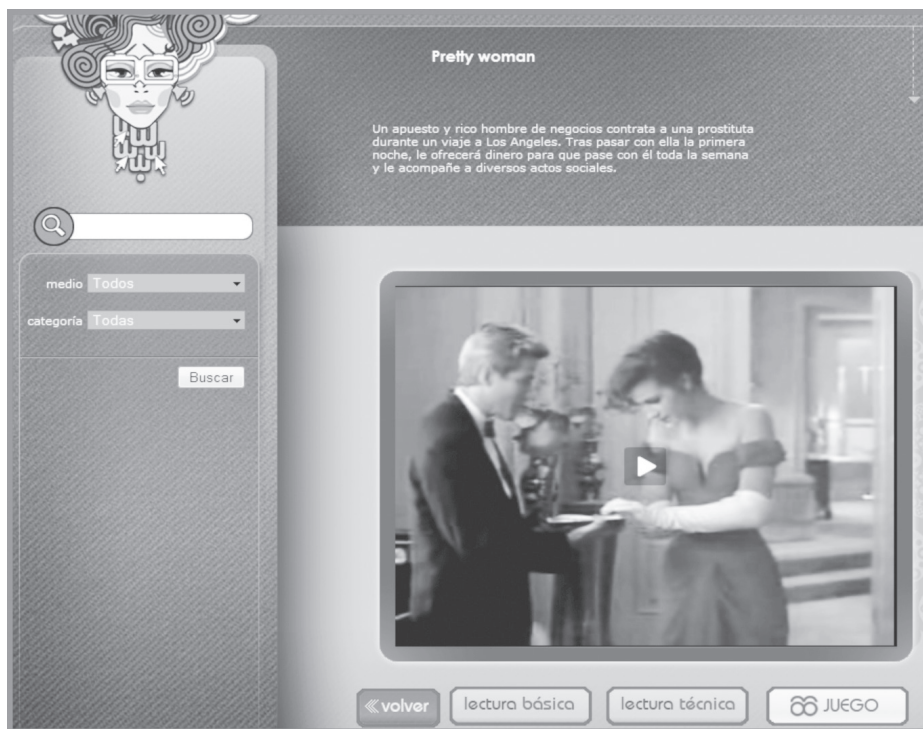 Pretty woman
Un apuesto y rico hombre de negocios contrata a una prostituta
durante un viaje a Los Angeles. Tras pasar con ella la primera
noche, le ofrecerá dinero para que pase con él toda la semana
y le acompañe a diversos actos sociales.
medio Todos
categoría Todas
Buscar
volver
lectura básica
lectura técnica
JUEGO